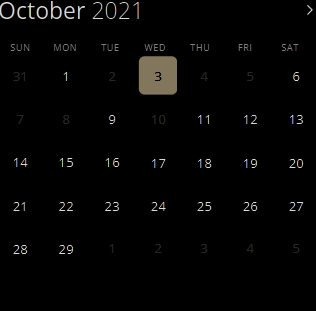 October 2021 >
SUN MON TUE WED THU FRI SAT
31 1 2 3 4 5 6
7 8 9 10 11 12 13
14 15 16 17 18 19 20
21 22 23 24 25 26 27
28 29 1 2 3 4 5